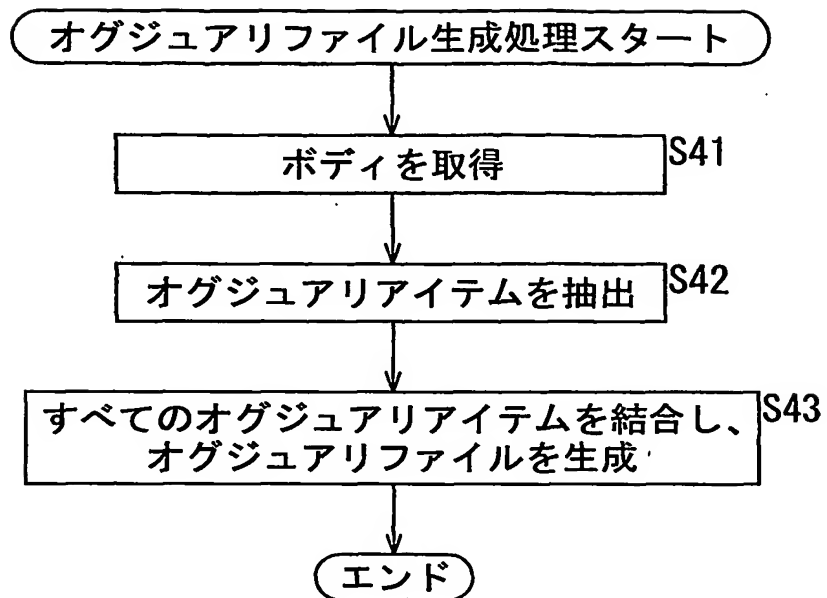 オグジュアリファイル生成処理スタート
ボディを取得
S41
オグジュアリアイテムを抽出
S42
すべてのオグジュアリアイテムを結合し、
S43
オグジュアリファイルを生成
エンド